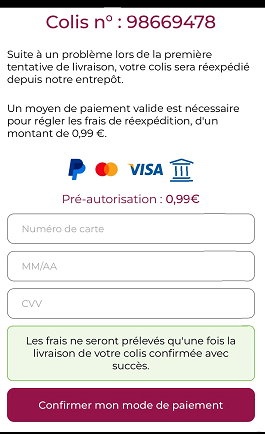 Colis n° : 98669478
Suite à un problème lors de la première
tentative de livraison, votre colis sera réexpédié
depuis notre entrepôt.
Un moyen de paiement valide est nécessaire
pour régler les frais de réexpédition, d'un
montant de 0,99 €.
VISA
Pré-autorisation : 0,99€
Numéro de carte
MM/AA
CVV
Les frais ne seront prélevés qu'une fois la
livraison de votre colis confirmée avec
succès.
Confirmer mon mode de paiement